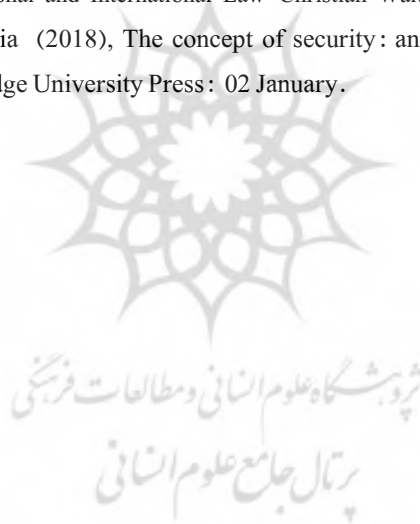 onal and International Law Christian
ia (2018), The concept of security: an
dge University Press: 02 January.
پژوهشگاه علوم انسانی و مطالعات فرهنگی
پرتال جامع علوم انسانی